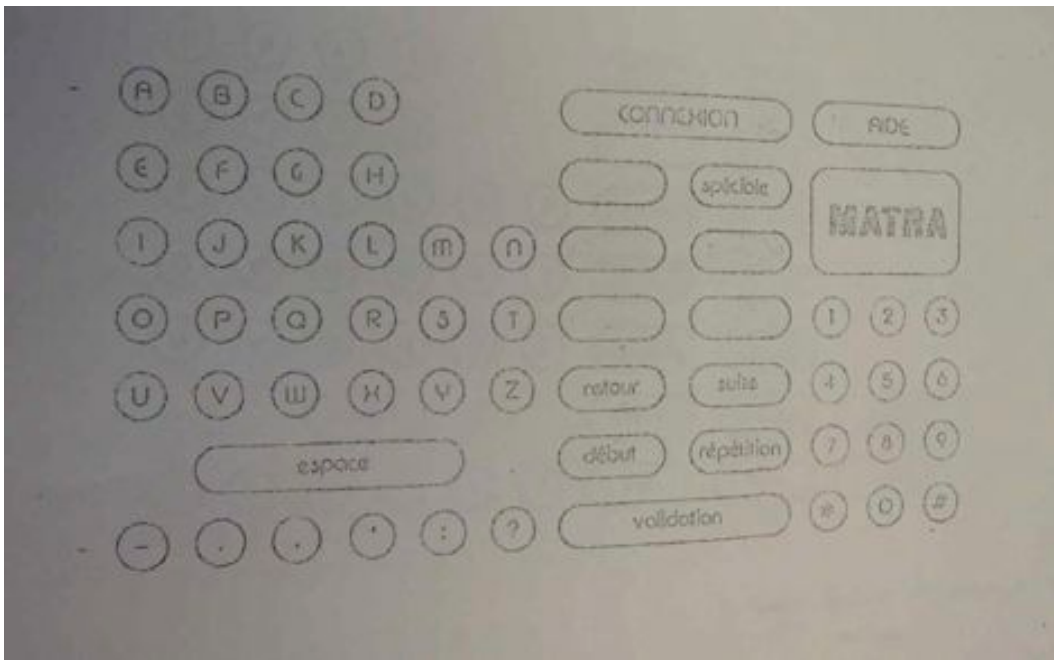 A B C D CONNEXION AIDE
E F G H spéciale
MATRA
I J K L M N
O P Q R S T 1 2 3
U V W X Y Z retour suite 4 5 6
espace début répétition 7 8 9
- . , ' : ? validation * 0 #